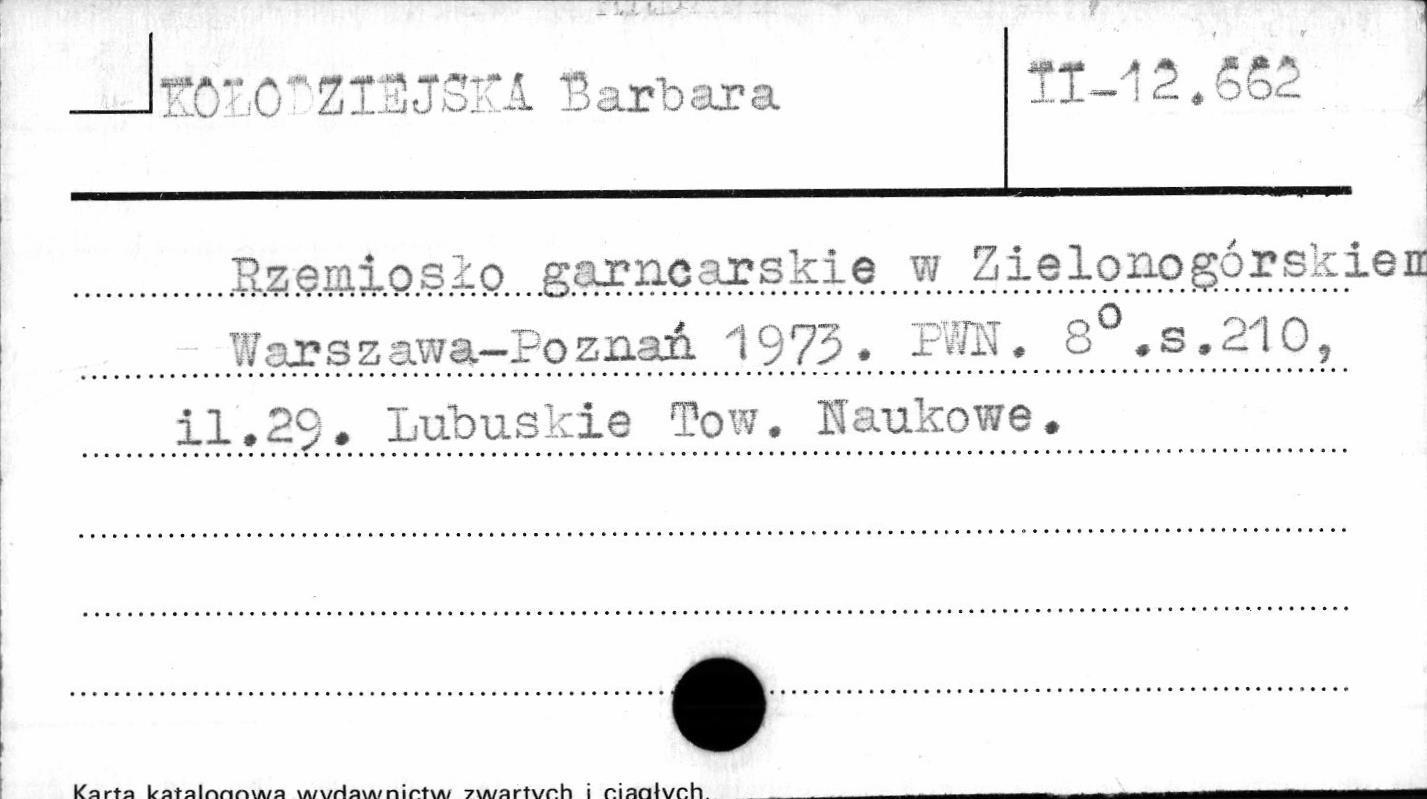 KOŁODZIEJSKA Barbara
II-12.662
Rzemiosło garncarskie w Zielonogórskiem
Warszawa-Poznań 1973. PWN. 8º.s.210,
il.29. Lubuskie Tow. Naukowe.
Karta katalogowa wydawnictw zwartych i ciągłych.